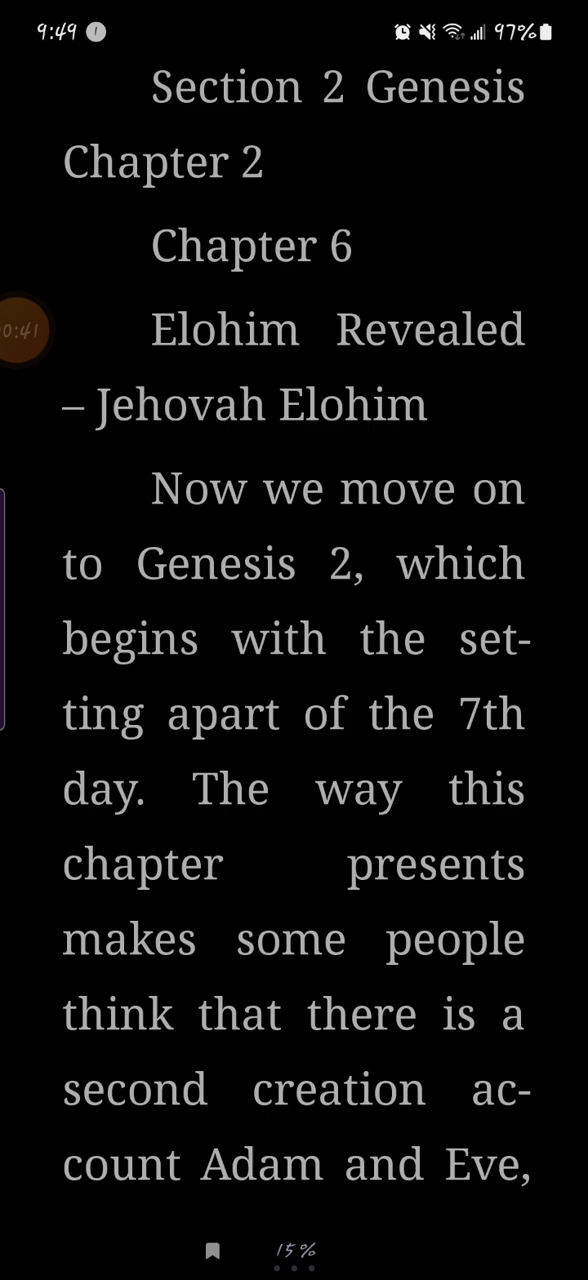 9:49
97%
Section 2 Genesis
Chapter 2
Chapter 6
0:41
Elohim Revealed
– Jehovah Elohim
Now we move on
to Genesis 2, which
begins with the set-
ting apart of the 7th
day. The way this
chapter presents
makes some people
think that there is a
second creation ac-
count Adam and Eve,
15%